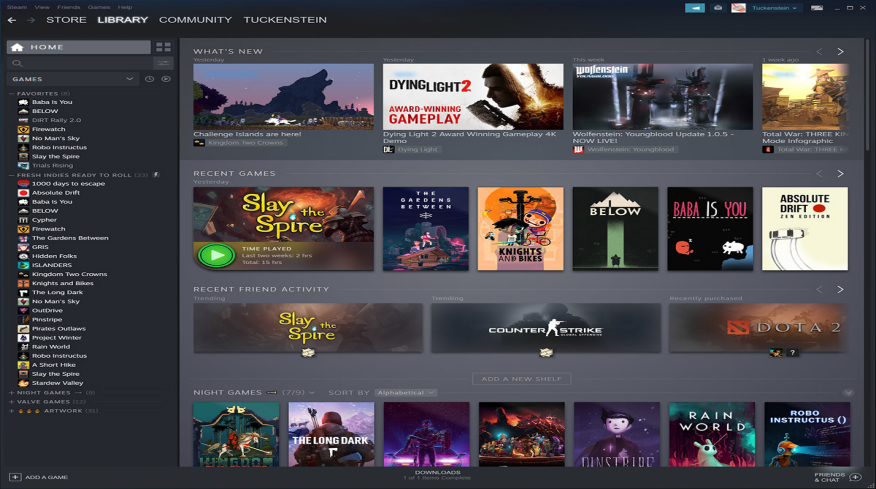 Steam View Friends Games Help
Tuckenstein
STORE LIBRARY COMMUNITY TUCKENSTEIN
HOME
GAMES
FAVORITES (8)
Baba Is You
BELOW
DiRT Rally 2.0
Firewatch
No Man's Sky
Robo Instructus
Slay the Spire
Trials Rising
FRESH INDIES READY TO ROLL (23)
1000 days to escape
Absolute Drift
Baba Is You
BELOW
Cypher
Firewatch
The Gardens Between
GRIS
Hidden Folks
ISLANDERS
Kingdom Two Crowns
Knights and Bikes
The Long Dark
No Man's Sky
OutDrive
Pinstripe
Pirates Outlaws
Project Winter
Rain World
Robo Instructus
A Short Hike
Slay the Spire
Stardew Valley
NIGHT GAMES (9)
VALVE GAMES (12)
ARTWORK (31)
ADD A GAME
WHAT'S NEW
Yesterday
Challenge Islands are here!
Kingdom Two Crowns
Yesterday
DYING LIGHT 2
AWARD-WINNING
GAMEPLAY
Dying Light 2 Award Winning Gameplay 4K
Demo
Dying Light
This week
Wolfenstein
YOUNGBLOOD
Wolfenstein: Youngblood Update 1.0.5 -
NOW LIVE!
Wolfenstein: Youngblood
1 week ago
Total War: THREE KIN
Mode Infographic
Total War: THREE KIN
RECENT GAMES
Yesterday
Slay the Spire
TIME PLAYED
Last two weeks: 2 hrs
Total: 15 hrs
THE
GARDENS
BETWEEN
KNIGHTS
AND BIKES
BELOW
BABA IS YOU
ABSOLUTE
DRIFT
ZEN EDITION
RECENT FRIEND ACTIVITY
Trending
Slay the Spire
Trending
COUNTER STRIKE
GLOBAL OFFENSIVE
Recently purchased
DOTA 2
?
ADD A NEW SHELF
NIGHT GAMES (7/9)
SORT BY Alphabetical
KINGDOM
THE LONG DARK
PINSTRIPE
RAIN
WORLD
ROBO
INSTRUCTUS ()
DOWNLOADS
1 of 1 Items Complete
FRIENDS
& CHAT